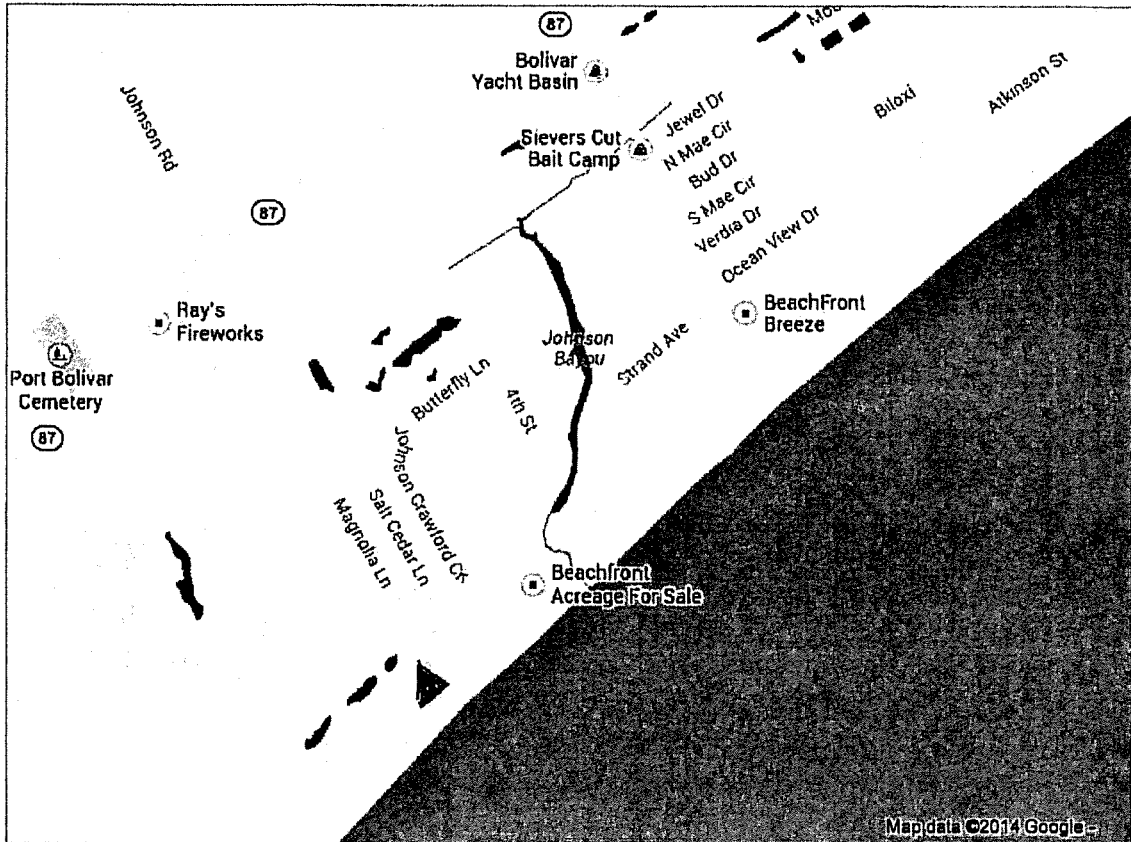 87
Bolivar
Yacht Basin
Johnson Rd
Sievers Cut
Bait Camp
Jewel Dr
N Mae Cir
Bud Dr
S Mae Cir
Verdia Dr
Ocean View Dr
Biloxi
Atkinson St
87
Ray's
Fireworks
BeachFront
Breeze
Johnson
Bayou
Strand Ave
Port Bolivar
Cemetery
87
Butterfly Ln
4th St
Johnson Crawford Ck
Salt Cedar Ln
Magnolia Ln
Beachfront
Acreage For Sale
Map data ©2014 Google -